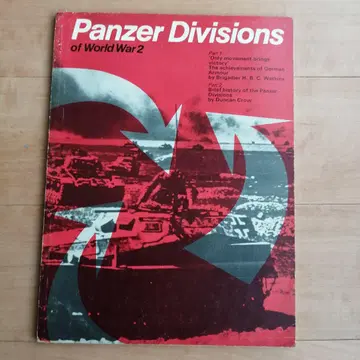 Panzer Divisions
of World War 2
Part 1
'Only movement brings
victory'
The achievements of German
Armour
by Brigadier H. B. C. Watkins
Part 2
Brief history of the Panzer
Divisions
by Duncan Crow